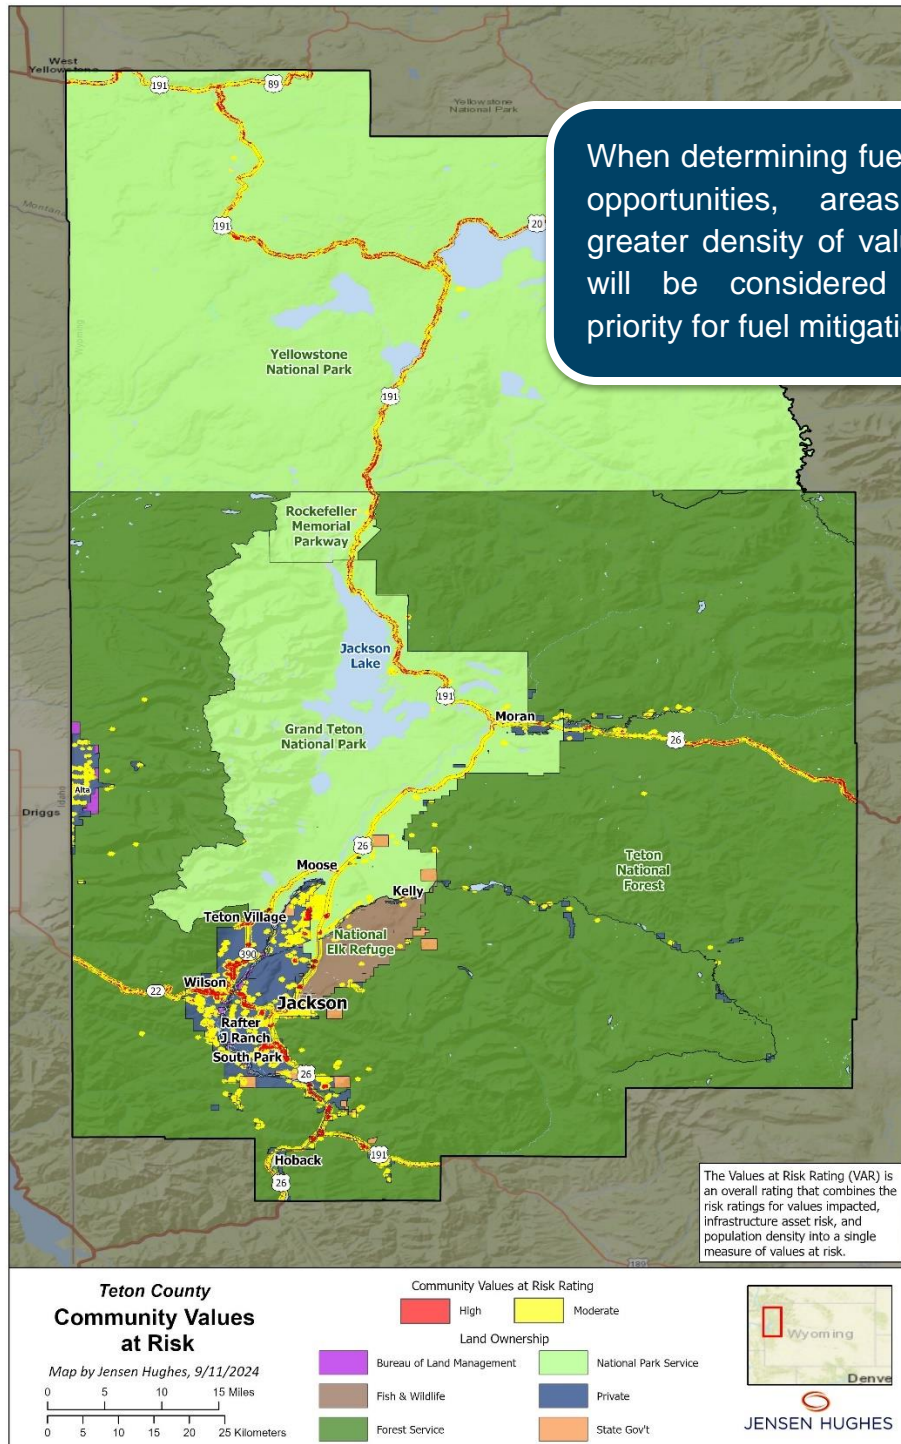 West
Yellowstone
191
89
Yellowstone
National Park
When determining fue
opportunities, areas
greater density of valu
will be considered
priority for fuel mitigati
Montana
191
20
Wyoming
Yellowstone
National Park
191
Rockefeller
Memorial
Parkway
Jackson
Lake
191
Moran
Grand Teton
National Park
26
Alta
Idaho
Driggs
26
Moose
Teton
National
Forest
Kelly
Teton Village
National
Elk Refuge
390
Wilson
22
Jackson
Rafter
J Ranch
South Park
26
Hoback
191
26
The Values at Risk Rating (VAR) is
an overall rating that combines the
risk ratings for values impacted,
infrastructure asset risk, and
population density into a single
measure of values at risk.
189
Teton County
Community Values
at Risk
Map by Jensen Hughes, 9/11/2024
0 5 10 15 Miles
0 5 10 15 20 25 Kilometers
Community Values at Risk Rating
High Moderate
Land Ownership
Bureau of Land Management National Park Service
Fish & Wildlife Private
Forest Service State Gov't
Wyoming
Denve
JENSEN HUGHES